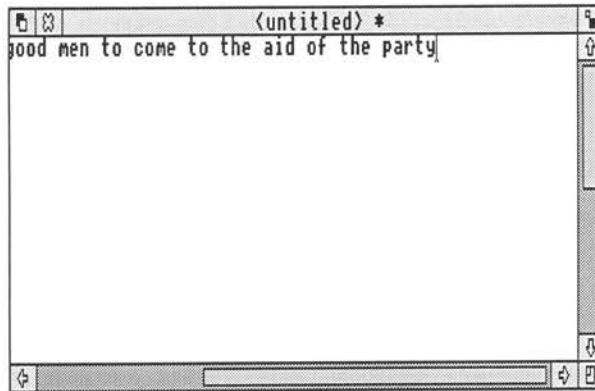 <untitled> *
good men to come to the aid of the party